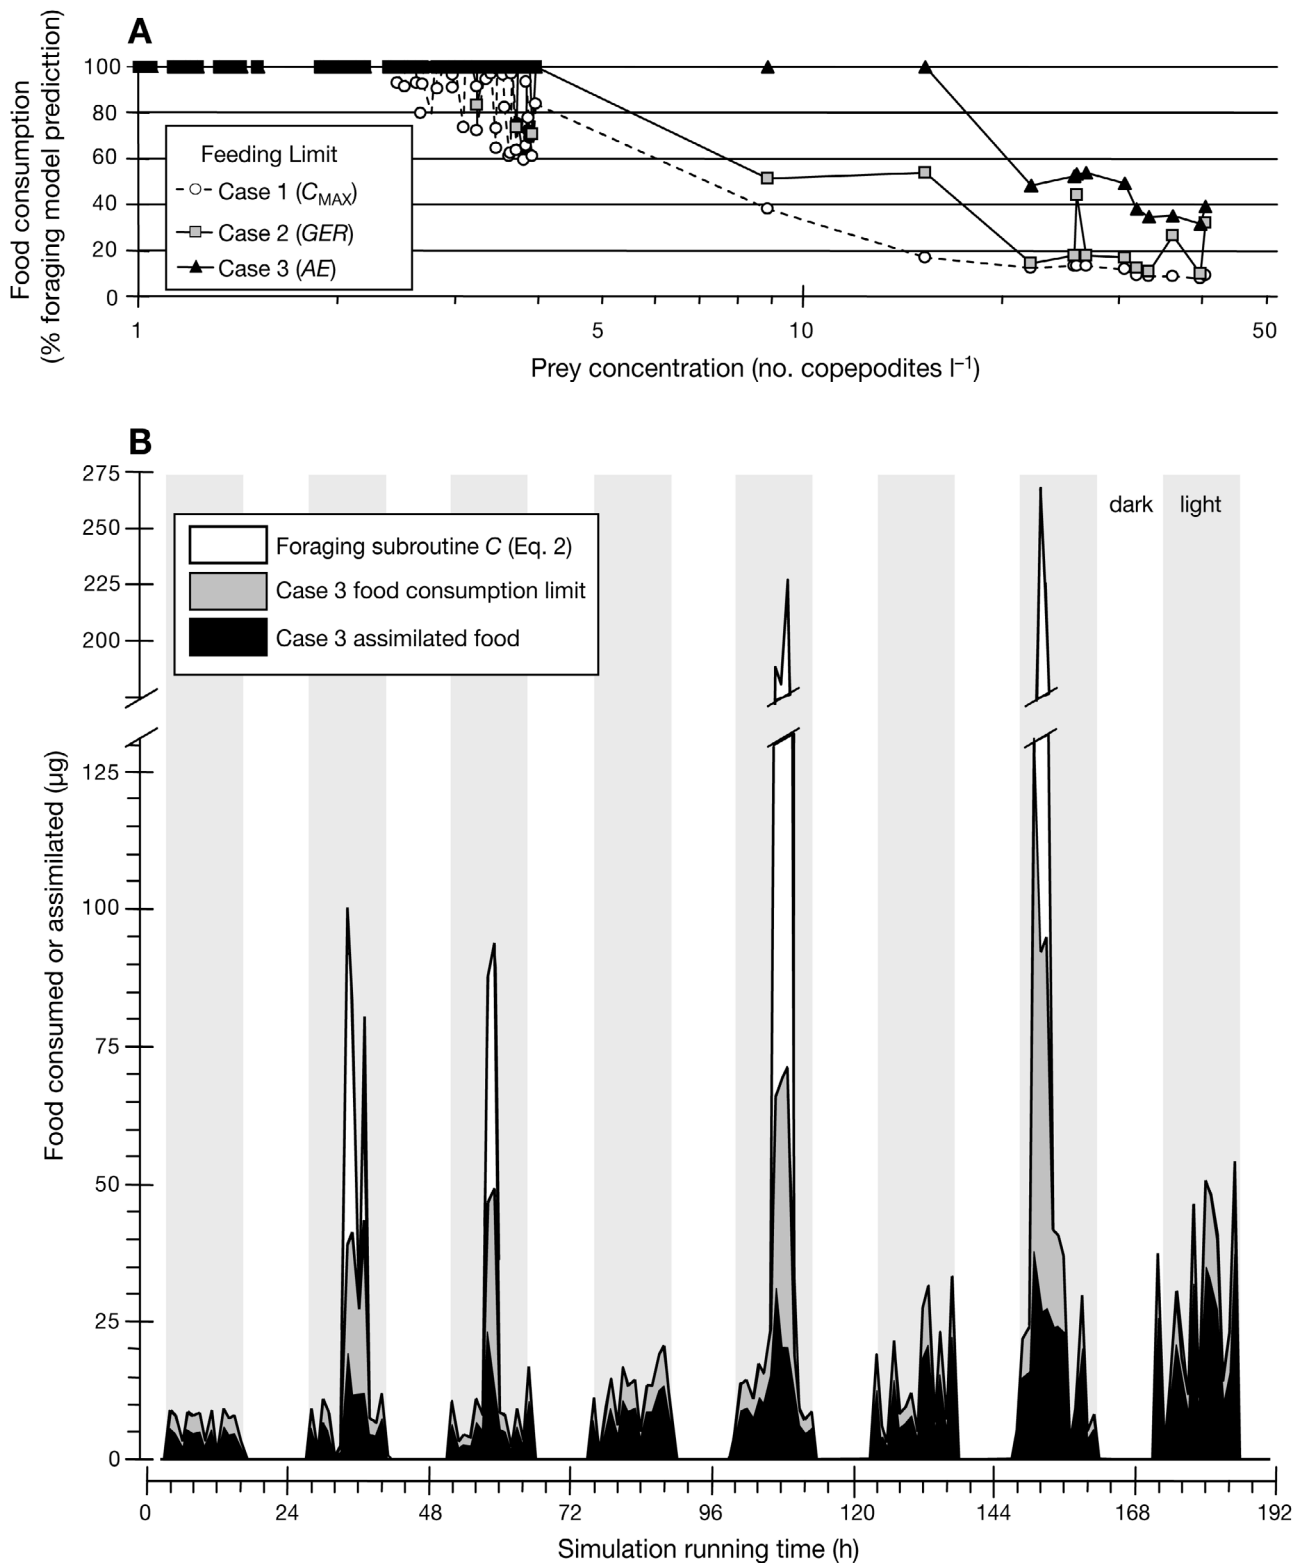 A
Food consumption
(% foraging model predicttion)
100
80
60
40
20
0
Feeding Limit
Case 1 (CMAX)
Case 2 (GER)
Case 3 (AE)
1
5
10
50
Prey concentration (no. copepodites l–1)
B
275
250
225
200
125
100
75
50
25
0
dark light
Foraging subroutine C (Eq. 2)
Case 3 food consumption limit
Case 3 assimilated food
Food consumed or assimilated (µg)
0 24 48 72 96 120 144 168 192
Simulation running time (h)